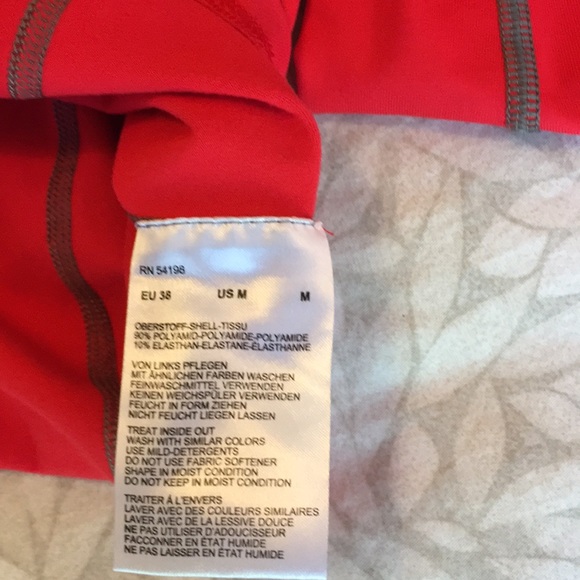 RN 54198
EU 38 US M M
OBERSTOFF-SHELL-TISSU
90% POLYAMID-POLYAMIDE-POLYAMIDE
10% ELASTHAN-ELASTANE-ÉLASTHANNE
VON LINKS PFLEGEN
MIT ÄHNLICHEN FARBEN WASCHEN
FEINWASCHMITTEL VERWENDEN
KEINEN WEICHSPÜLER VERWENDEN
FEUCHT IN FORM ZIEHEN
NICHT FEUCHT LIEGEN LASSEN
TREAT INSIDE OUT
WASH WITH SIMILAR COLORS
USE MILD-DETERGENTS
DO NOT USE FABRIC SOFTENER
SHAPE IN MOIST CONDITION
DO NOT KEEP IN MOIST CONDITION
TRAITER À L'ENVERS
LAVER AVEC DES COULEURS SIMILAIRES
LAVER AVEC DE LA LESSIVE DOUCE
NE PAS UTILISER D'ADOUCISSEUR
FACCONNER EN ÉTAT HUMIDE
NE PAS LAISSER EN ÉTAT HUMIDE